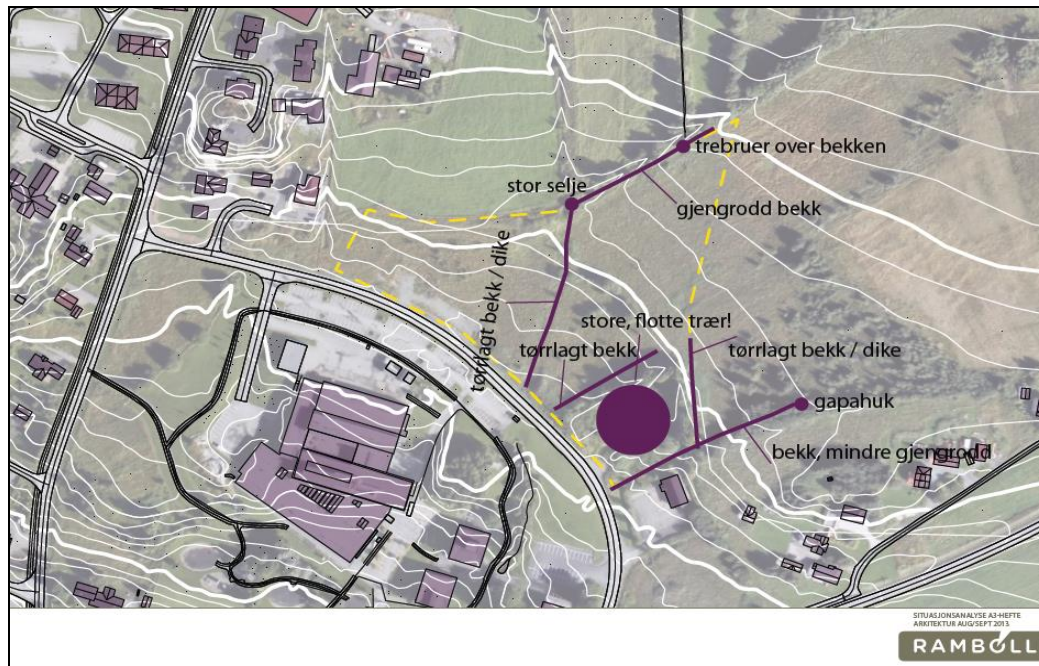 trebruer over bekken
stor selje
gjengrodd bekk
tørrlagt bekk / dike
store, flotte trær!
tørrlagt bekk
tørrlagt bekk / dike
gapahuk
bekk, mindre gjengrodd
SITUASJONSANALYSE A3-HEFTE
ARKITEKTUR AUG/SEPT 2013
RAMBOLL